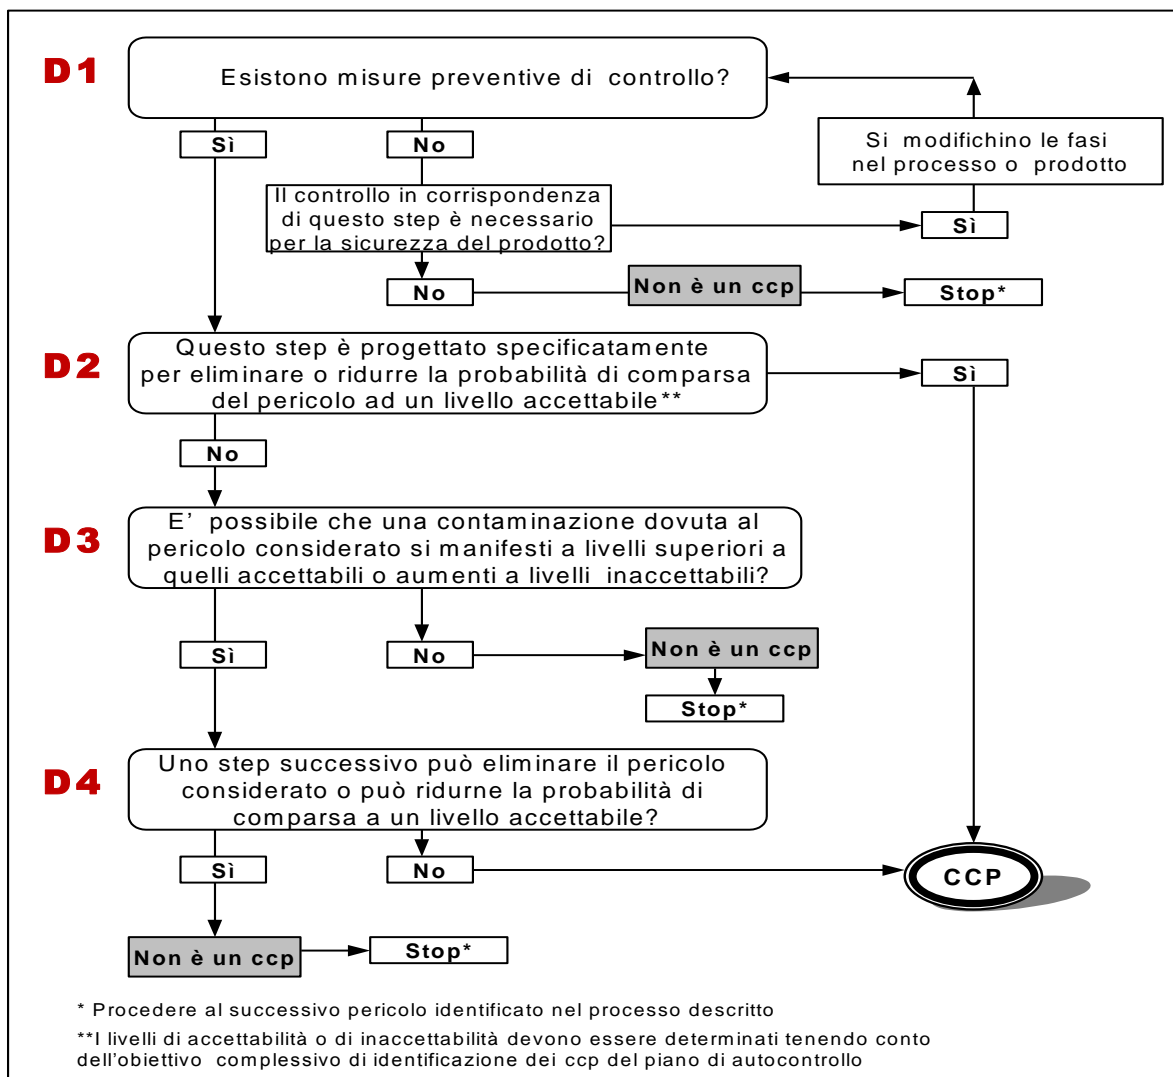 D1
Esistono misure preventive di controllo?
Sì
No
Si modifichino le fasi
nel processo o prodotto
Il controllo in corrispondenza
di questo step è necessario
per la sicurezza del prodotto?
Sì
No
Non è un ccp
Stop*
D2
Questo step è progettato specificatamente
per eliminare o ridurre la probabilità di comparsa
del pericolo ad un livello accettabile**
Sì
No
D3
E' possibile che una contaminazione dovuta al
pericolo considerato si manifesti a livelli superiori a
quelli accettabili o aumenti a livelli inaccettabili?
Sì
No
Non è un ccp
Stop*
D4
Uno step successivo può eliminare il pericolo
considerato o può ridurne la probabilità di
comparsa a un livello accettabile?
Sì
No
CCP
Non è un ccp
Stop*
* Procedere al successivo pericolo identificato nel processo descritto
**I livelli di accettabilità o di inaccettabilità devono essere determinati tenendo conto
dell'obiettivo complessivo di identificazione dei ccp del piano di autocontrollo